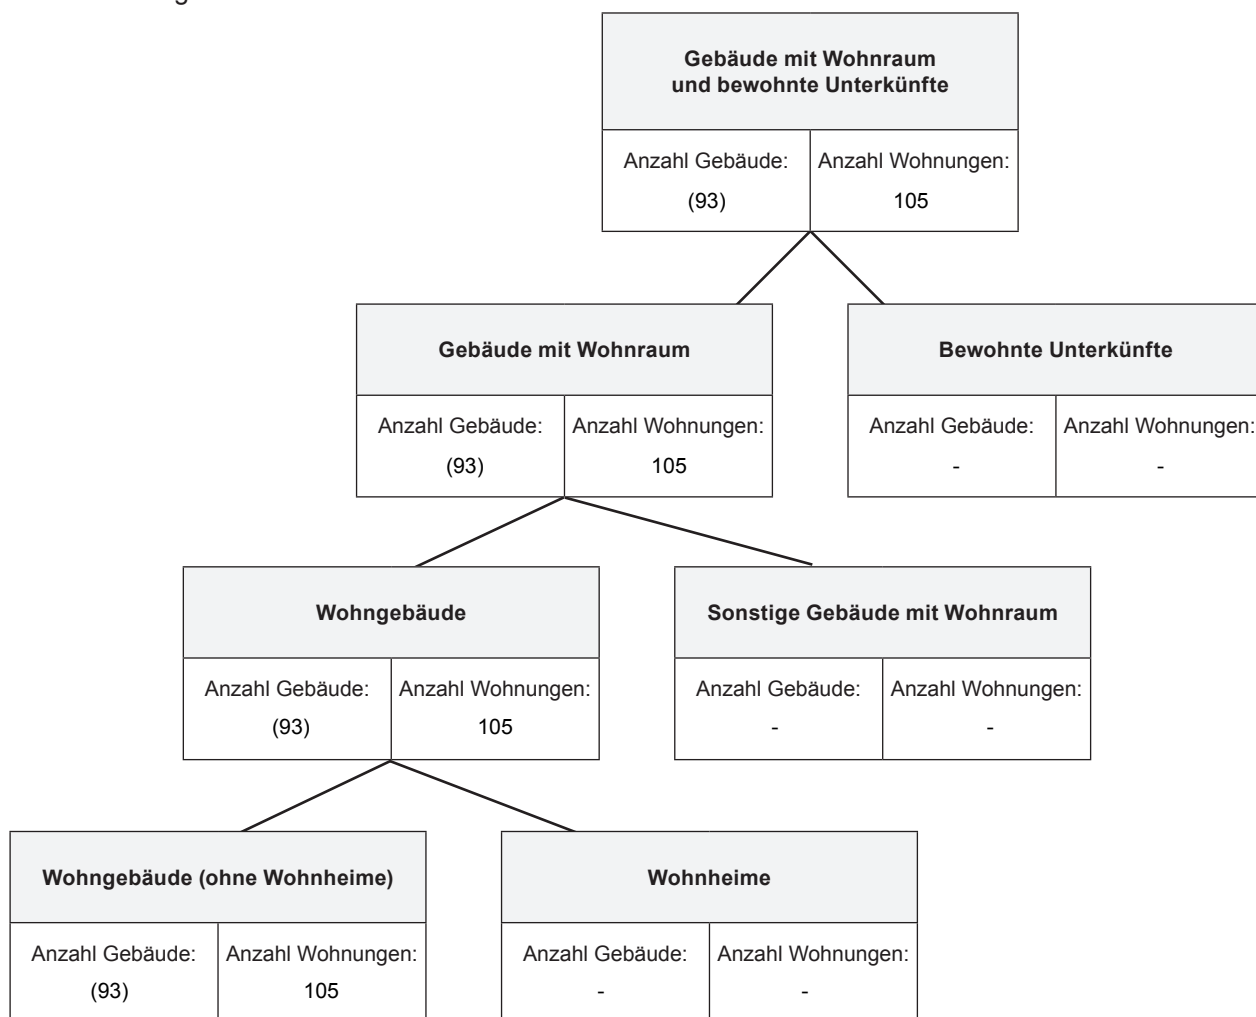 Gebäude mit Wohnraum
und bewohnte Unterkünfte
Anzahl Gebäude: Anzahl Wohnungen:
(93) 105
Gebäude mit Wohnraum
Anzahl Gebäude: Anzahl Wohnungen:
(93) 105
Bewohnte Unterkünfte
Anzahl Gebäude: Anzahl Wohnungen:
- -
Wohngebäude
Anzahl Gebäude: Anzahl Wohnungen:
(93) 105
Sonstige Gebäude mit Wohnraum
Anzahl Gebäude: Anzahl Wohnungen:
- -
Wohngebäude (ohne Wohnheime)
Anzahl Gebäude: Anzahl Wohnungen:
(93) 105
Wohnheime
Anzahl Gebäude: Anzahl Wohnungen:
- -